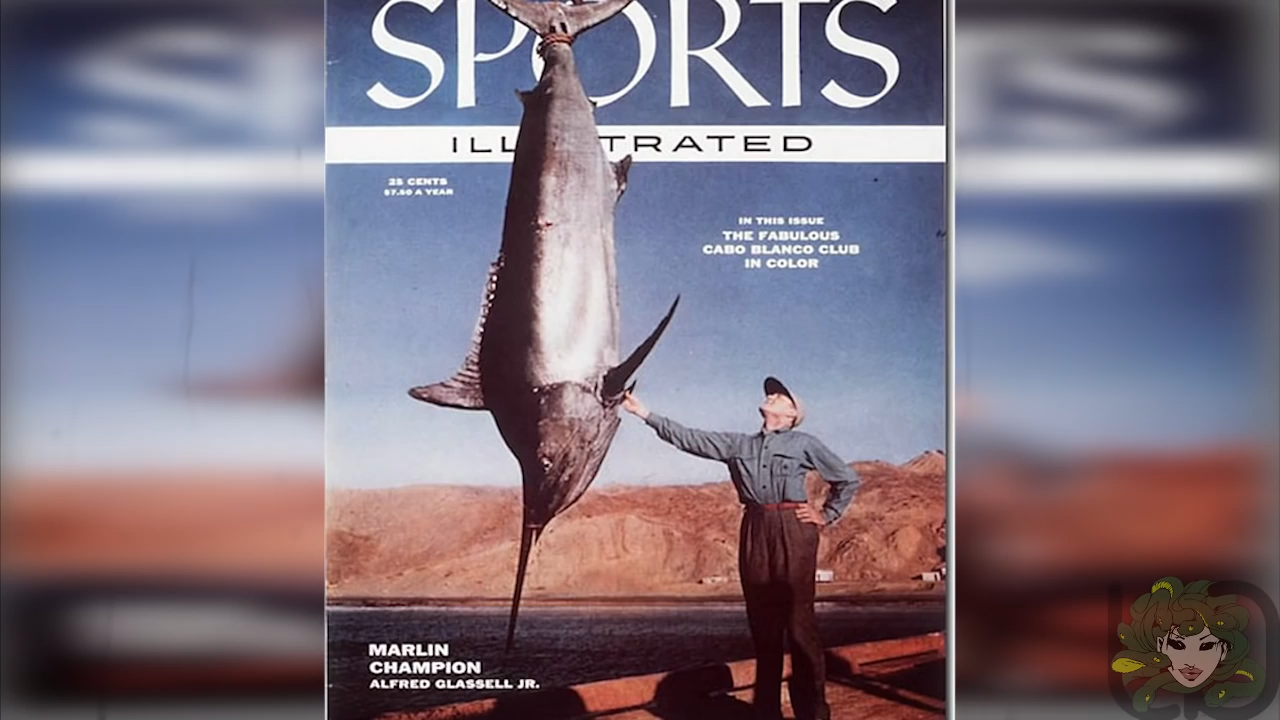 SPORTS
ILLUSTRATED
25 CENTS
$7.50 A YEAR
IN THIS ISSUE
THE FABULOUS
CABO BLANCO CLUB
IN COLOR
MARLIN
CHAMPION
ALFRED GLASSELL JR.